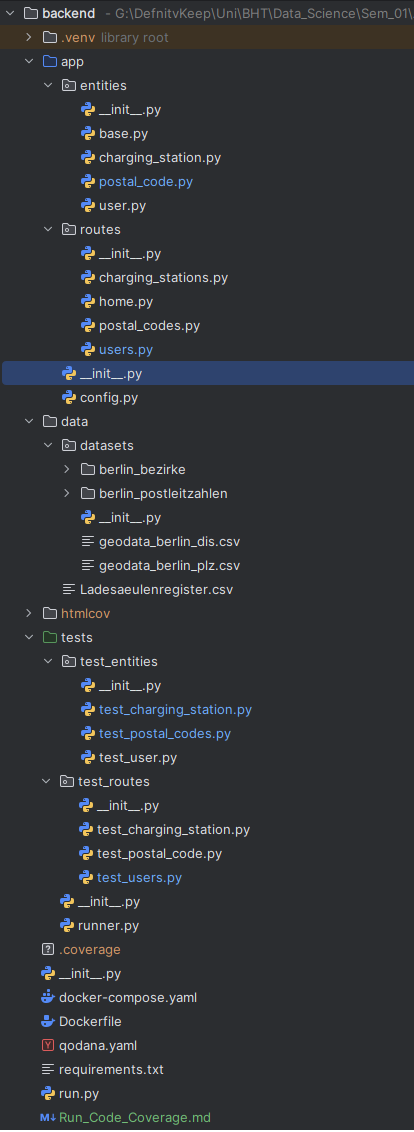 backend - G:\DefnitvKeep\Uni\BHT\Data_Science\Sem_01\
.venv library root
app
entities
__init__.py
base.py
charging_station.py
postal_code.py
user.py
routes
__init__.py
charging_stations.py
home.py
postal_codes.py
users.py
__init__.py
config.py
data
datasets
berlin_bezirke
berlin_postleitzahlen
__init__.py
geodata_berlin_dis.csv
geodata_berlin_plz.csv
Ladesaeulenregister.csv
htmlcov
tests
test_entities
__init__.py
test_charging_station.py
test_postal_codes.py
test_user.py
test_routes
__init__.py
test_charging_station.py
test_postal_code.py
test_users.py
__init__.py
runner.py
.coverage
__init__.py
docker-compose.yaml
Dockerfile
qodana.yaml
requirements.txt
run.py
Run_Code_Coverage.md